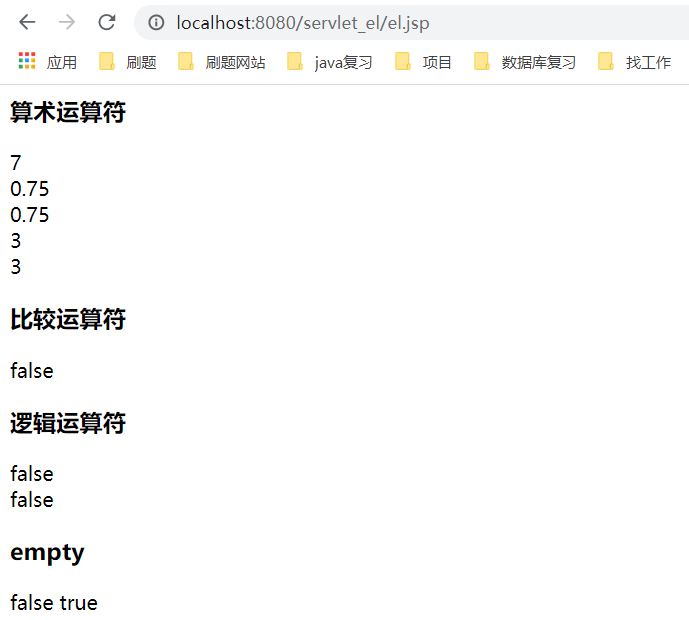 localhost:8080/servlet_el/el.jsp
应用 刷题 刷题网站 java复习 项目 数据库复习 找工作
算术运算符
7
0.75
0.75
3
3
比较运算符
false
逻辑运算符
false
false
empty
false true